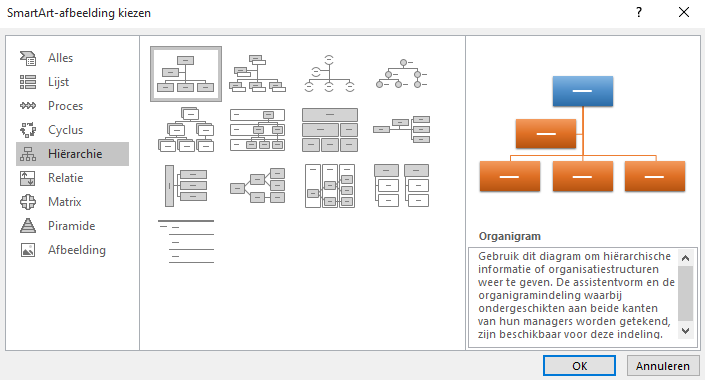 SmartArt-afbeelding kiezen
?
Alles
Lijst
Proces
Cyclus
Hiërarchie
Relatie
Matrix
Piramide
Afbeelding
Organigram
Gebruik dit diagram om hiërarchische
informatie of organisatiestructuren
weer te geven. De assistentvorm en de
organigramindeling waarbij
ondergeschikten aan beide kanten
van hun managers worden getekend,
zijn beschikbaar voor deze indeling.
OK
Annuleren